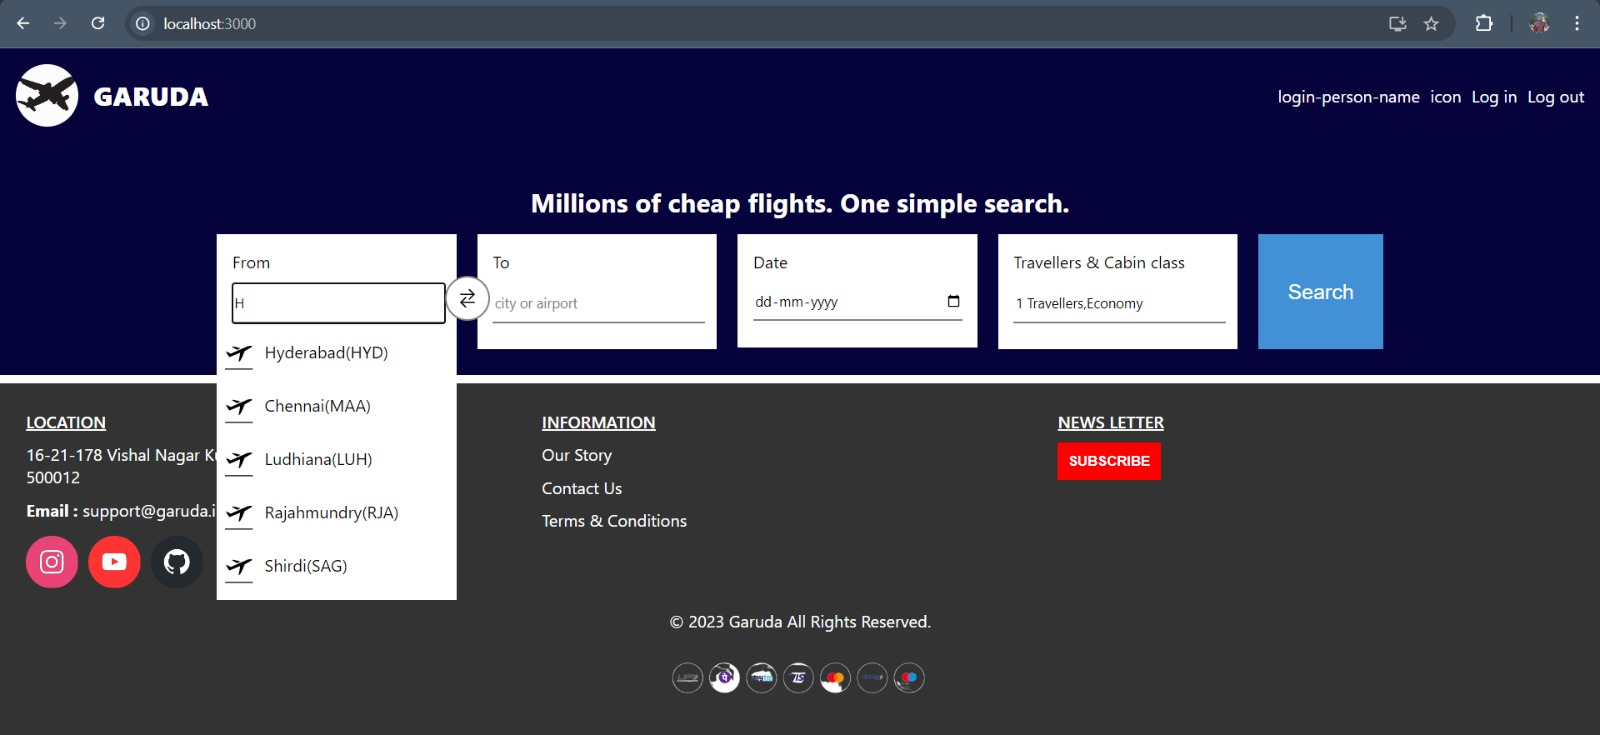 localhost:3000
GARUDA
login-person-name icon Log in Log out
Millions of cheap flights. One simple search.
From
H
To
city or airport
Date
dd-mm-yyyy
Travellers & Cabin class
1 Travellers,Economy
Search
Hyderabad(HYD)
Chennai(MAA)
Ludhiana(LUH)
Rajahmundry(RJA)
Shirdi(SAG)
LOCATION
16-21-178 Vishal Nagar
500012
Email : support@garuda.i
INFORMATION
Our Story
Contact Us
Terms & Conditions
NEWS LETTER
SUBSCRIBE
© 2023 Garuda All Rights Reserved.